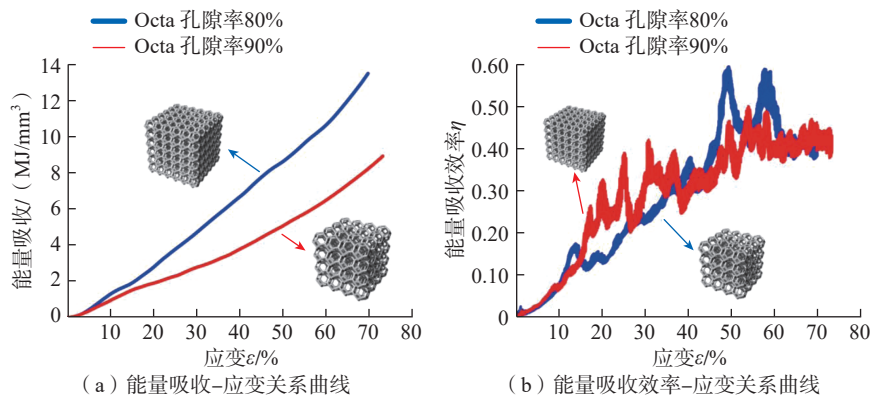 Octa 孔隙率80%
Octa 孔隙率90%
14
12
10
8
6
4
2
0
10 20 30 40 50 60 70 80
能量吸收/(MJ/mm³)
应变ε/%
(a)能量吸收–应变关系曲线
Octa 孔隙率80%
Octa 孔隙率90%
0.60
0.50
0.40
0.30
0.20
0.10
0
10 20 30 40 50 60 70 80
能量吸收效率η
应变ε/%
(b)能量吸收效率–应变关系曲线